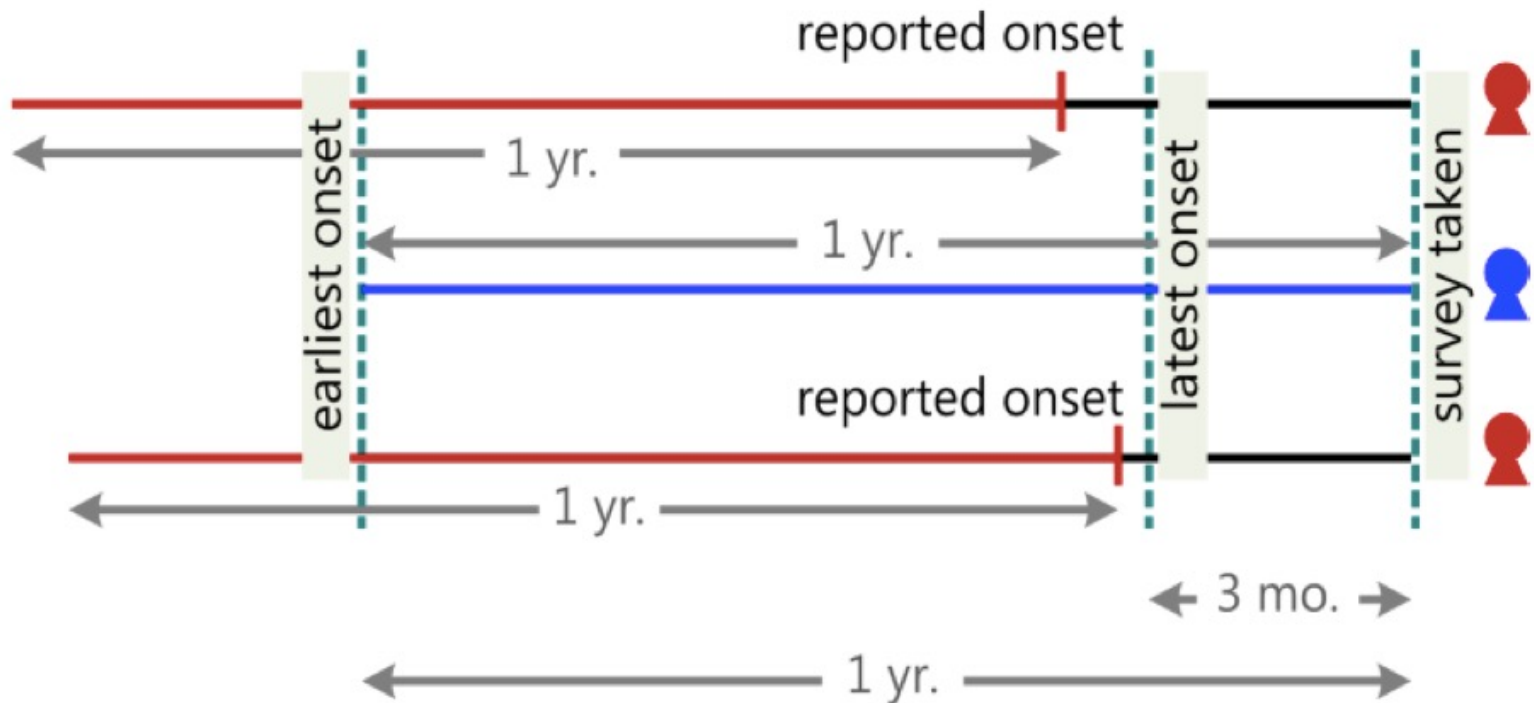 reported onset
1 yr.
earliest onset
1 yr.
latest onset
survey taken
reported onset
1 yr.
3 mo.
1 yr.